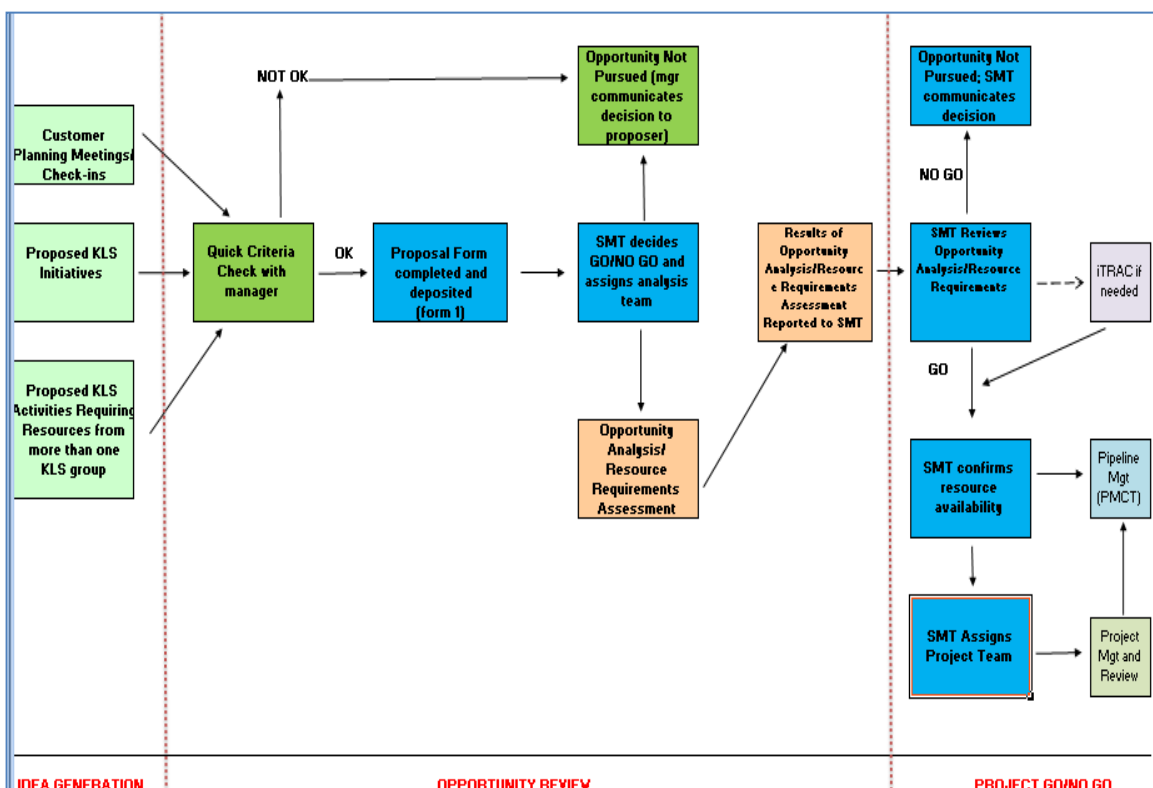 Customer
Planning Meetings/
Check-ins
Proposed KLS
Initiatives
Proposed KLS
Activities Requiring
Resources from
more than one
KLS group
NOT OK
Quick Criteria
Check with
manager
OK
Proposal Form
completed and
deposited
(form 1)
Opportunity Not
Pursued (mgr
communicates
decision to
proposer)
SMT decides
GO/NO GO and
assigns analysis
team
Opportunity
Analysis/
Resource
Requirements
Assessment
Results of
Opportunity
Analysis/Resourc
e Requirements
Assessment
Reported to SMT
Opportunity Not
Pursued; SMT
communicates
decision
NO GO
SMT Reviews
Opportunity
Analysis/Resource
Requirements
iTRAC if
needed
GO
SMT confirms
resource
availability
Pipeline
Mgt
(PMCT)
SMT Assigns
Project Team
Project
Mgt and
Review
IDEA GENERATION
OPPORTUNITY REVIEW
PROJECT GO/NO GO